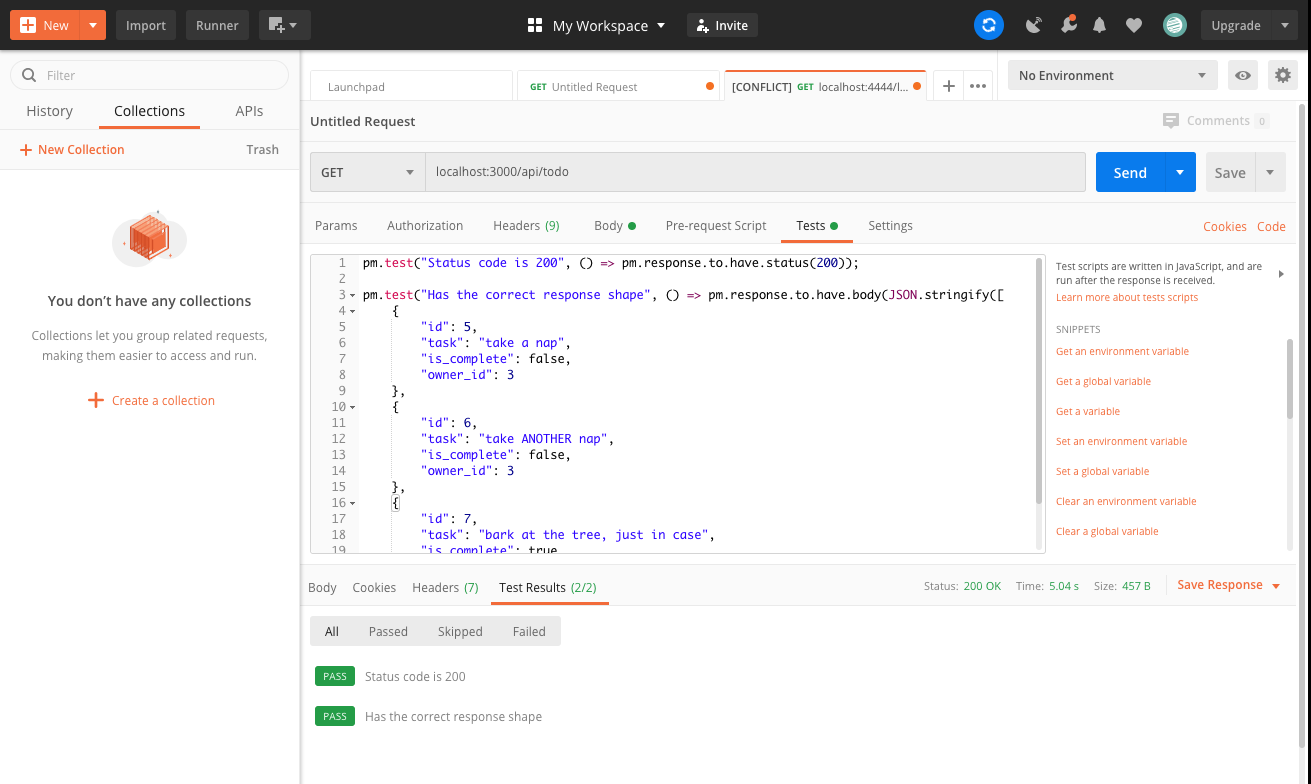 New Import Runner My Workspace Invite Upgrade
Filter
History Collections APIs
New Collection Trash
You don't have any collections
Collections let you group related requests,
making them easier to access and run.
Create a collection
Launchpad GET Untitled Request [CONFLICT] GET localhost:4444/l... No Environment
Untitled Request Comments 0
GET localhost:3000/api/todo Send Save
Params Authorization Headers (9) Body Pre-request Script Tests Settings Cookies Code
1 pm.test("Status code is 200", () => pm.response.to.have.status(200));
2
3 pm.test("Has the correct response shape", () => pm.response.to.have.body(JSON.stringify([
4 {
5 "id": 5,
6 "task": "take a nap",
7 "is_complete": false,
8 "owner_id": 3
9 },
10 {
11 "id": 6,
12 "task": "take ANOTHER nap",
13 "is_complete": false,
14 "owner_id": 3
15 },
16 {
17 "id": 7,
18 "task": "bark at the tree, just in case",
19 "is_complete": true
Test scripts are written in JavaScript, and are
run after the response is received.
Learn more about tests scripts
SNIPPETS
Get an environment variable
Get a global variable
Get a variable
Set an environment variable
Set a global variable
Clear an environment variable
Clear a global variable
Body Cookies Headers (7) Test Results (2/2) Status: 200 OK Time: 5.04 s Size: 457 B Save Response
All Passed Skipped Failed
PASS Status code is 200
PASS Has the correct response shape